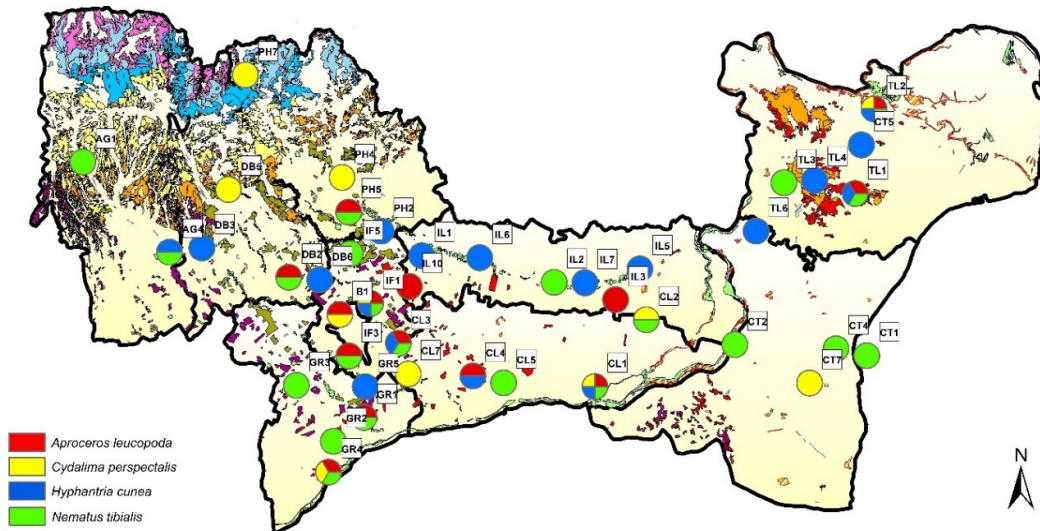 PH7
TL2
CT5
AG1
PH4
DB5
TL3
TL4
TL1
PH5
TL6
DB3
PH2
AG4
IF5
IL1
IL6
IL5
DB2
DB6
IL10
IL2
IL7
IF1
IL3
B1
CL2
CL3
CT2
CT4
CT1
IF3
CL7
CL4
CL5
CL1
CT7
GR3
GR5
GR1
GR2
GR4
Aproceros leucopoda
Cydalima perspectalis
Hyphantria cunea
Nematus tibialis
N